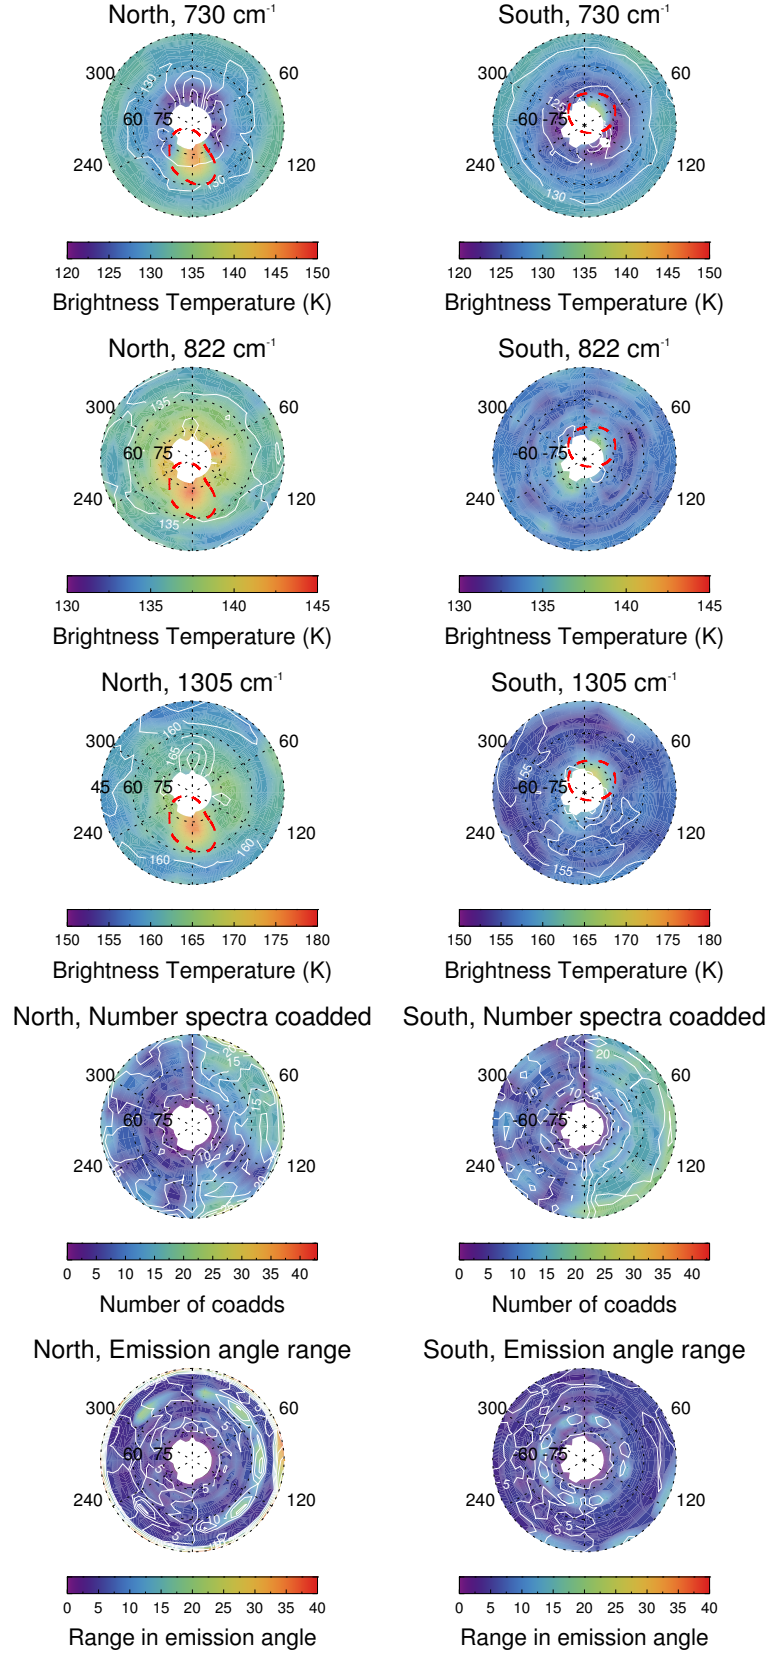 North, 730 cm⁻¹ South, 730 cm⁻¹
300 60 300 60
130 125
60 75 -60 -75
240 120 240 120
130 130
120 125 130 135 140 145 150 120 125 130 135 140 145 150
Brightness Temperature (K) Brightness Temperature (K)
North, 822 cm⁻¹ South, 822 cm⁻¹
300 60 300 60
135
60 75 -60 -75
240 120 240 120
135
130 135 140 145 130 135 140 145
Brightness Temperature (K) Brightness Temperature (K)
North, 1305 cm⁻¹ South, 1305 cm⁻¹
160
300 60 300 60
165 155
45 60 75 -60 -75
240 120 240 120
160 160 155
150 155 160 165 170 175 180 150 155 160 165 170 175 180
Brightness Temperature (K) Brightness Temperature (K)
North, Number spectra coadded South, Number spectra coadded
15 20
300 60 300 60
15 10 10 15
60 75 -60 -75
240 120 240 120
10 20
0 5 10 15 20 25 30 35 40 0 5 10 15 20 25 30 35 40
Number of coadds Number of coadds
North, Emission angle range South, Emission angle range
300 60 300 60
60 75 -60 -75
5 5
240 120 240 120
5 10 5 5
0 5 10 15 20 25 30 35 40 0 5 10 15 20 25 30 35 40
Range in emission angle Range in emission angle